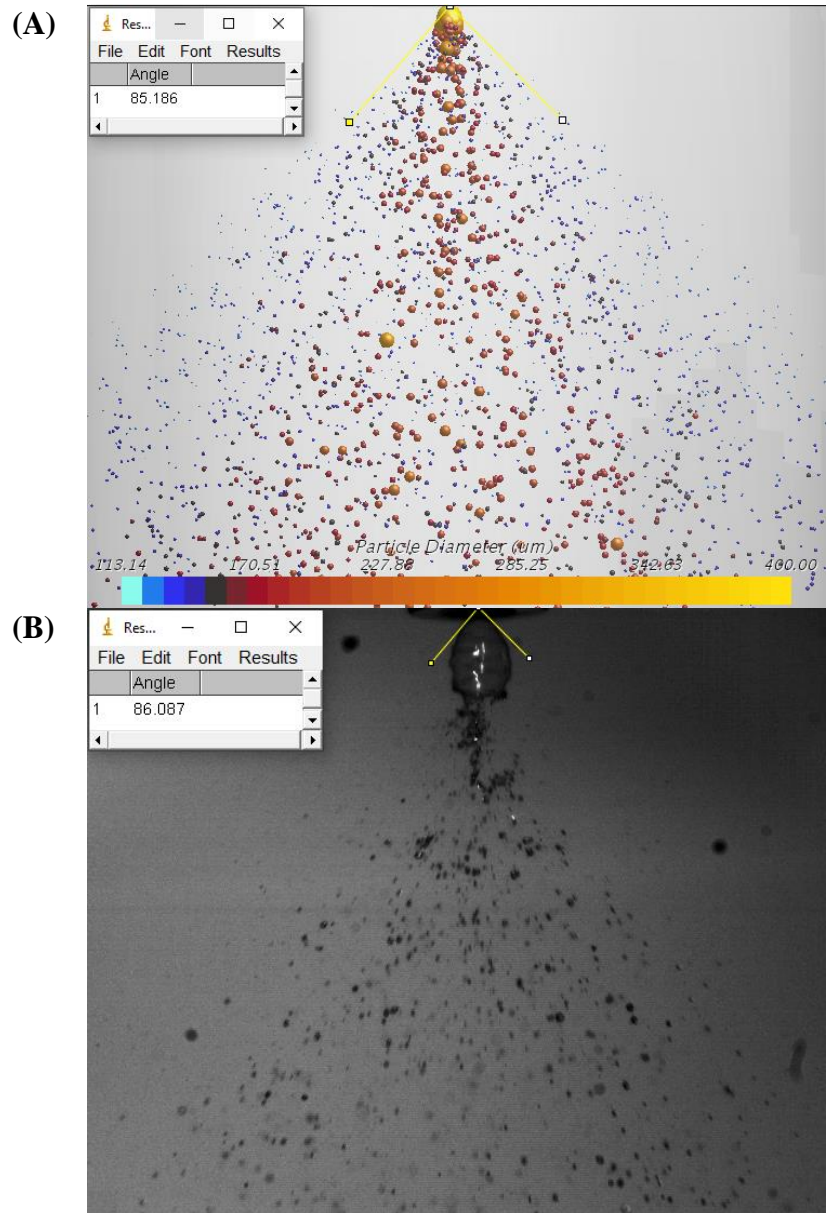 (A)
Res...
File Edit Font Results
Angle
1 85.186
Particle Diameter (um)
113.14 170.51 227.88 285.25 342.63 400.00
(B)
Res...
File Edit Font Results
Angle
1 86.087